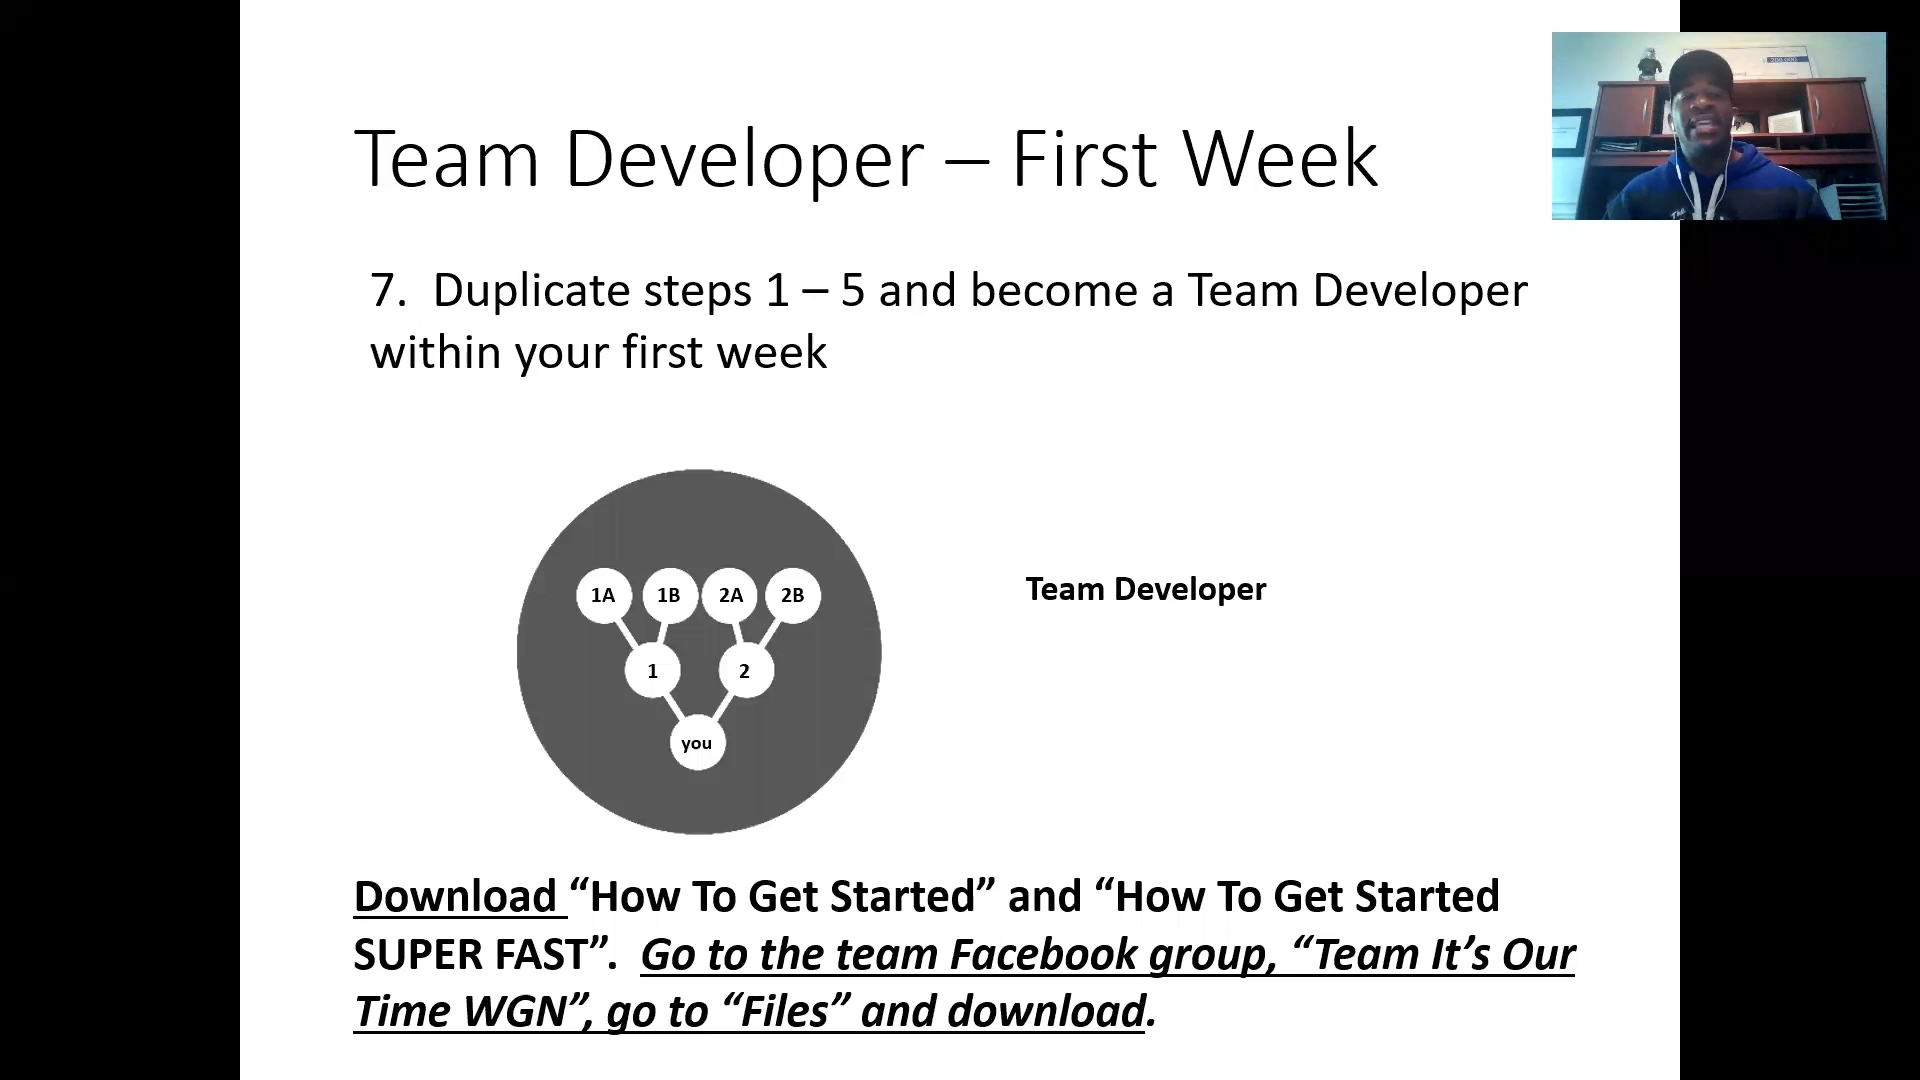 Team Developer – First Week
7. Duplicate steps 1 – 5 and become a Team Developer
within your first week
1A 1B 2A 2B
1 2
you
Team Developer
Download “How To Get Started” and “How To Get Started
SUPER FAST”. Go to the team Facebook group, “Team It’s Our
Time WGN”, go to “Files” and download.
The